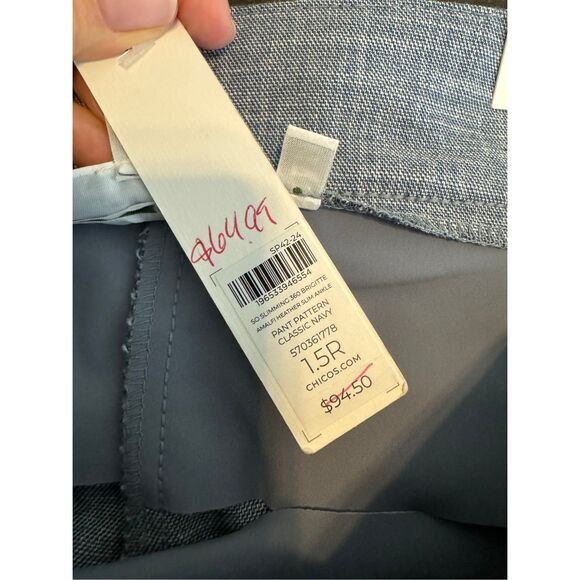 $64.99
SP42-24
196533946554
SO SLIMMING 360 BRIGITTE
AMALFI HEATHER SLIM ANKLE
PANT PATTERN
CLASSIC NAVY
570361778
1.5R
CHICOS.COM
$94.50